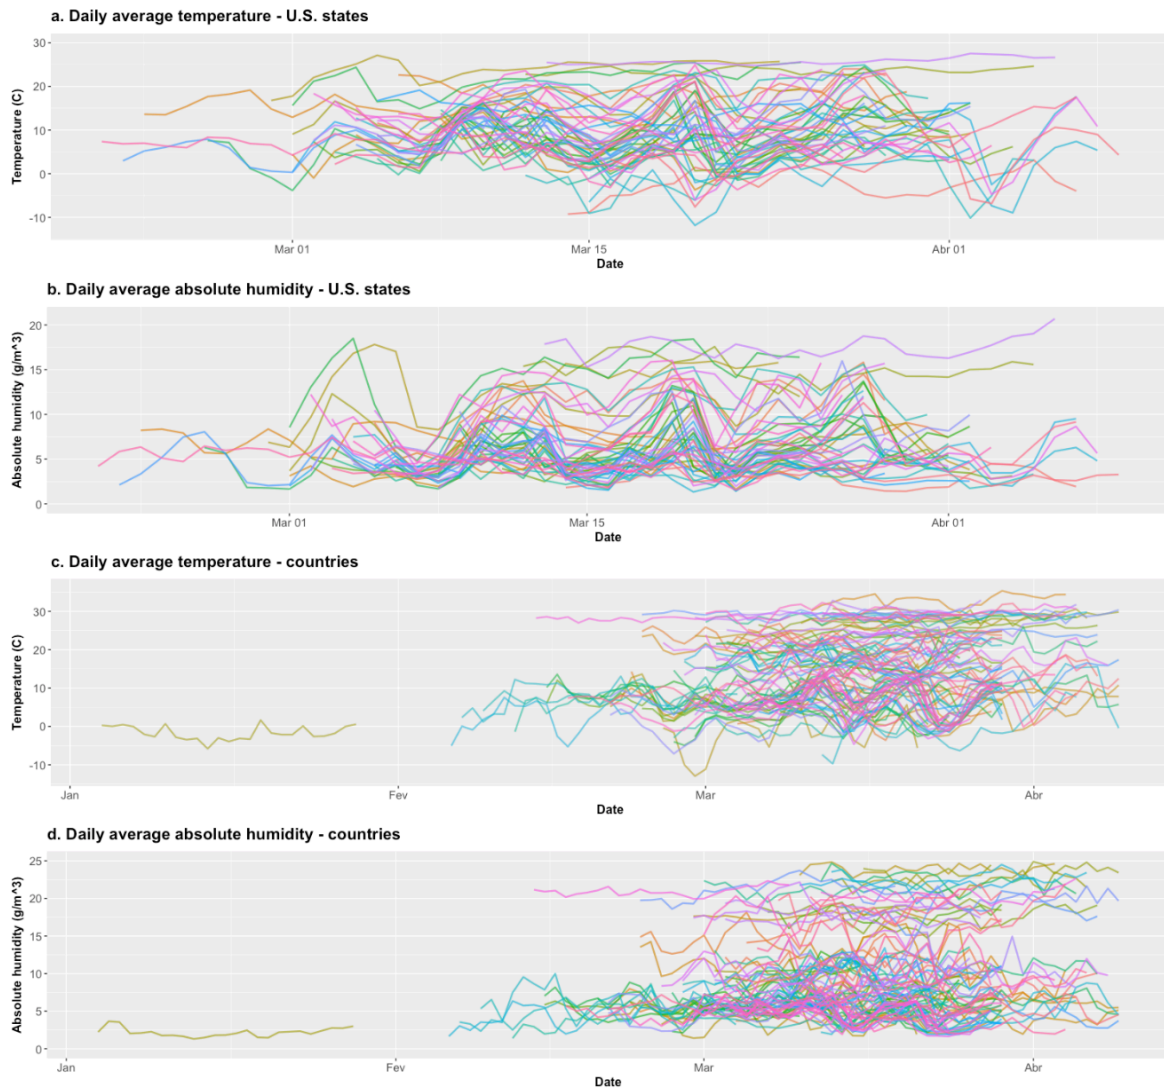 a. Daily average temperature - U.S. states
30
20
10
0
-10
Temperature (C)
Mar 01
Mar 15
Abr 01
Date
b. Daily average absolute humidity - U.S. states
20
15
10
5
0
Absolute humidity (g/m^3)
Mar 01
Mar 15
Abr 01
Date
c. Daily average temperature - countries
30
20
10
0
-10
Temperature (C)
Jan
Fev
Mar
Abr
Date
d. Daily average absolute humidity - countries
25
20
15
10
5
0
Absolute humidity (g/m^3)
Jan
Fev
Mar
Abr
Date